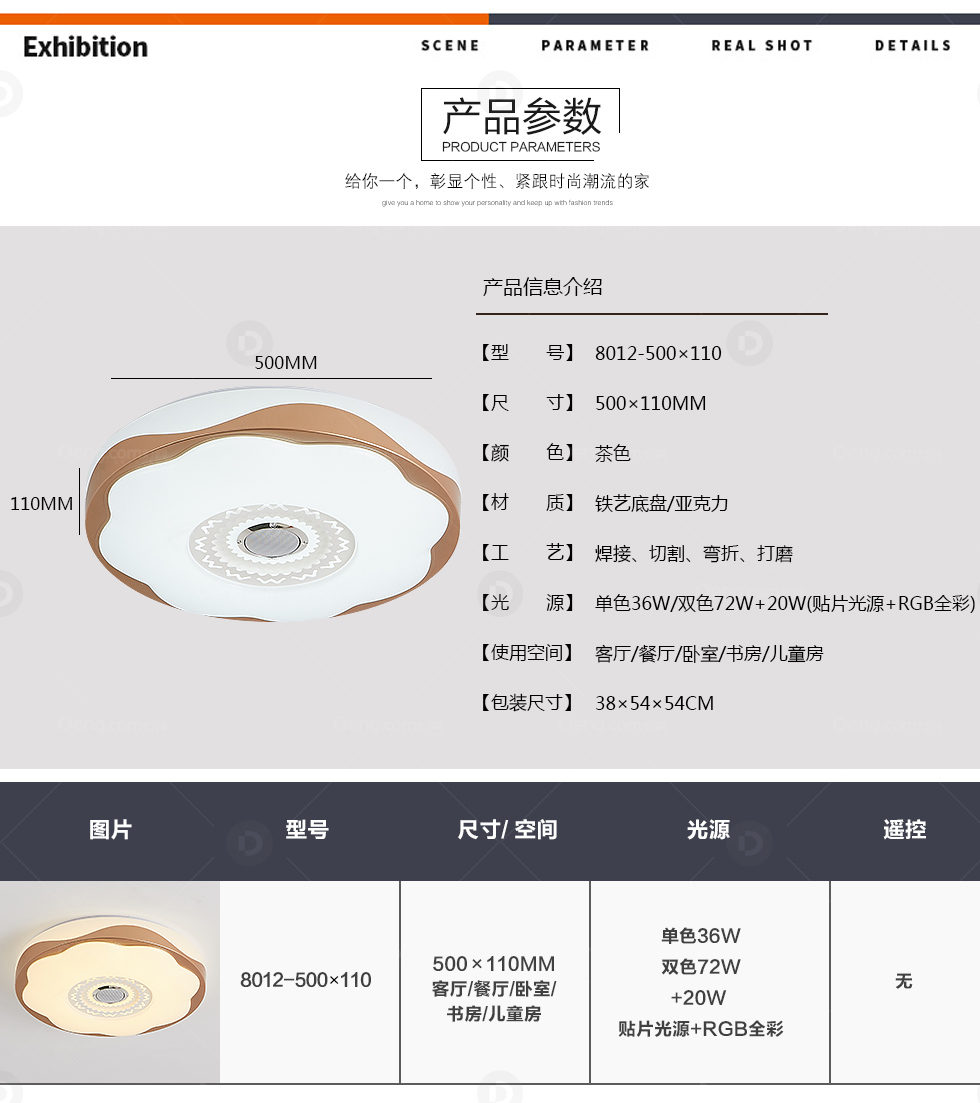 Exhibition
SCENE PARAMETER REAL SHOT DETAILS
产品参数
PRODUCT PARAMETERS
给你一个，彰显个性、紧跟时尚潮流的家
give you a home to show your personality and keep up with fashion trends
产品信息介绍
500MM
110MM
【型 号】 8012-500×110
【尺 寸】 500×110MM
【颜 色】 茶色
【材 质】 铁艺底盘/亚克力
【工 艺】 焊接、切割、弯折、打磨
【光 源】 单色36W/双色72W+20W(贴片光源+RGB全彩)
【使用空间】 客厅/餐厅/卧室/书房/儿童房
【包装尺寸】 38×54×54CM
图片 型号 尺寸/ 空间 光源 遥控
8012-500×110
500×110MM
客厅/餐厅/卧室/
书房/儿童房
单色36W
双色72W
+20W
贴片光源+RGB全彩
无